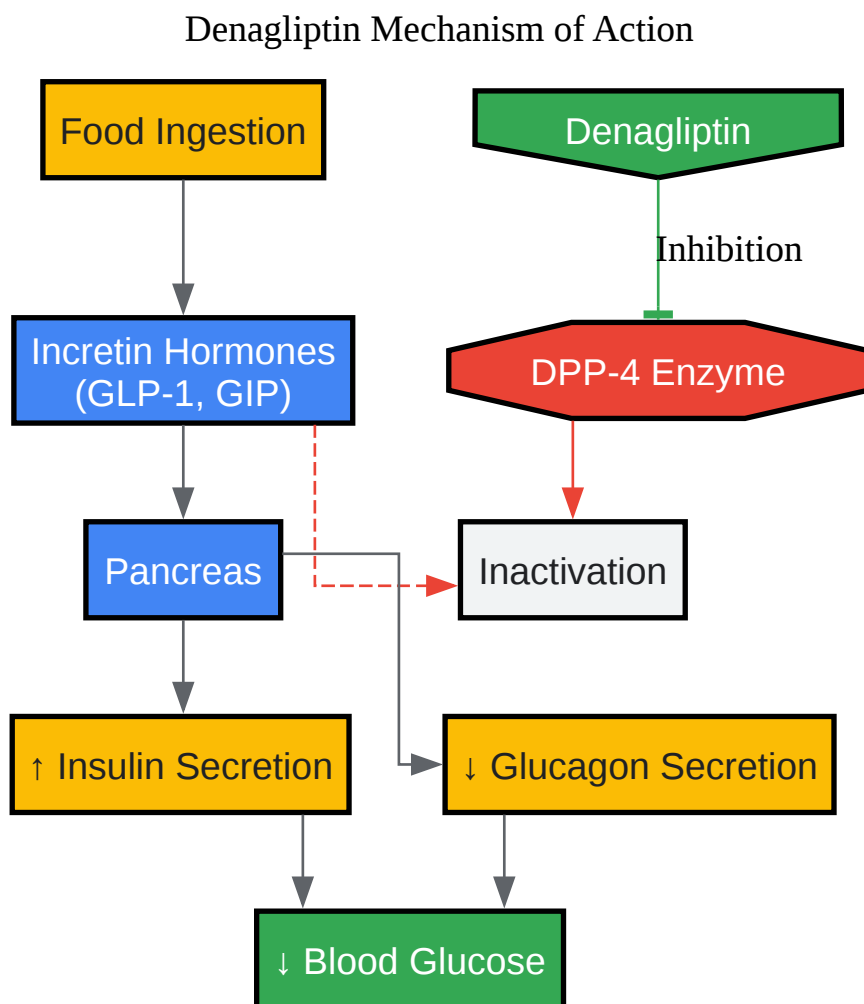 Denagliptin Mechanism of Action
Food Ingestion
Denagliptin
Inhibition
Incretin Hormones
(GLP-1, GIP)
DPP-4 Enzyme
Pancreas
Inactivation
↑ Insulin Secretion
↓ Glucagon Secretion
↓ Blood Glucose